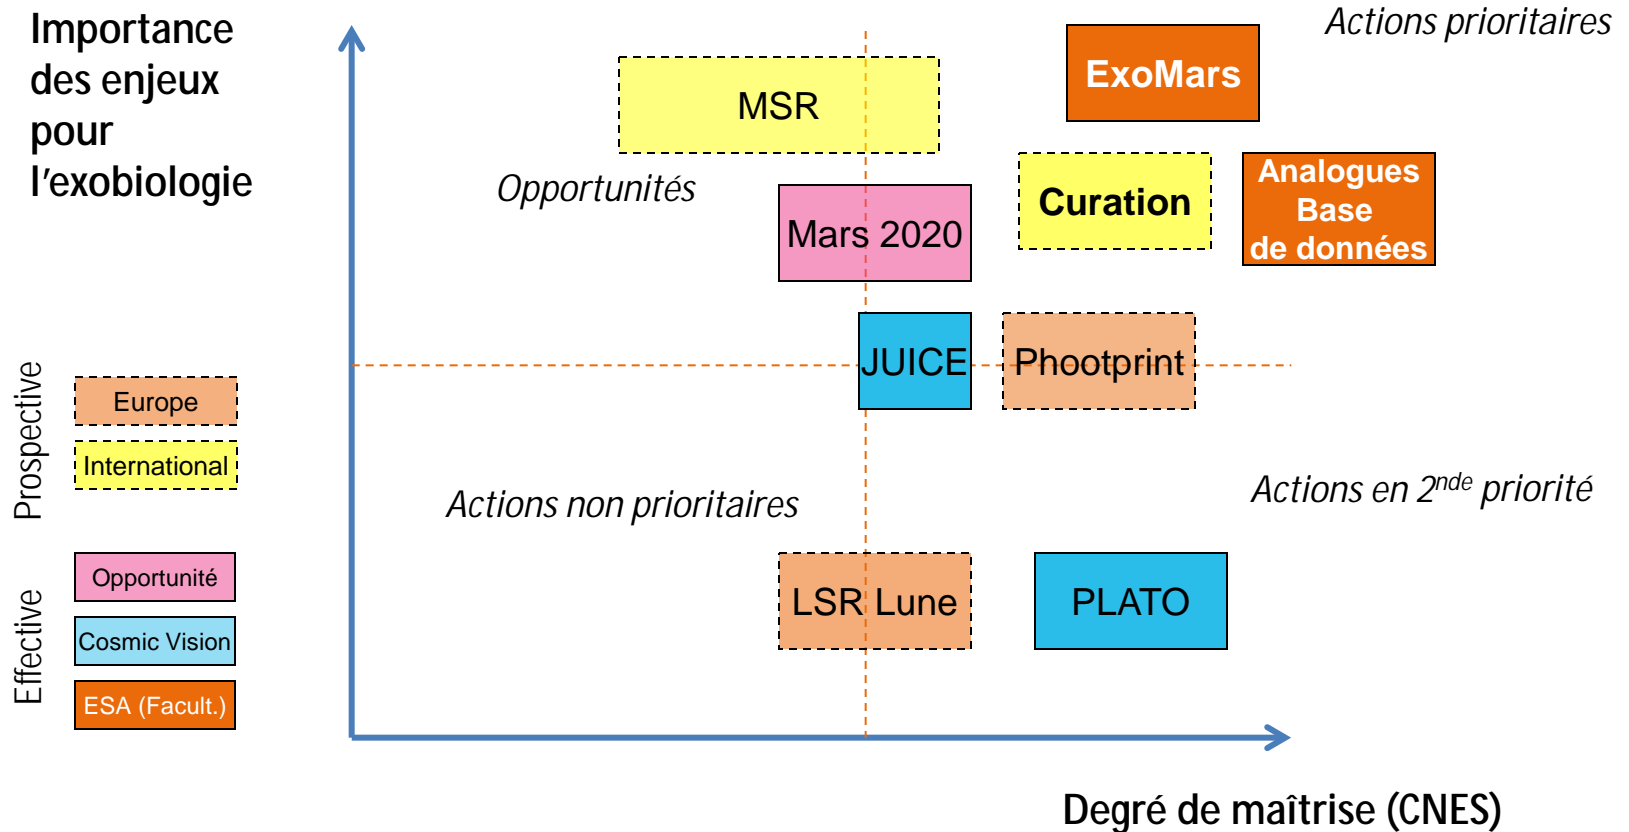 Importance
des enjeux
pour
l'exobiologie
Actions prioritaires
ExoMars
MSR
Opportunités
Curation
Analogues
Base
de données
Mars 2020
JUICE
Phootprint
Prospective
Europe
International
Actions non prioritaires
Actions en 2nde priorité
Effective
Opportunité
Cosmic Vision
ESA (Facult.)
LSR Lune
PLATO
Degré de maîtrise (CNES)